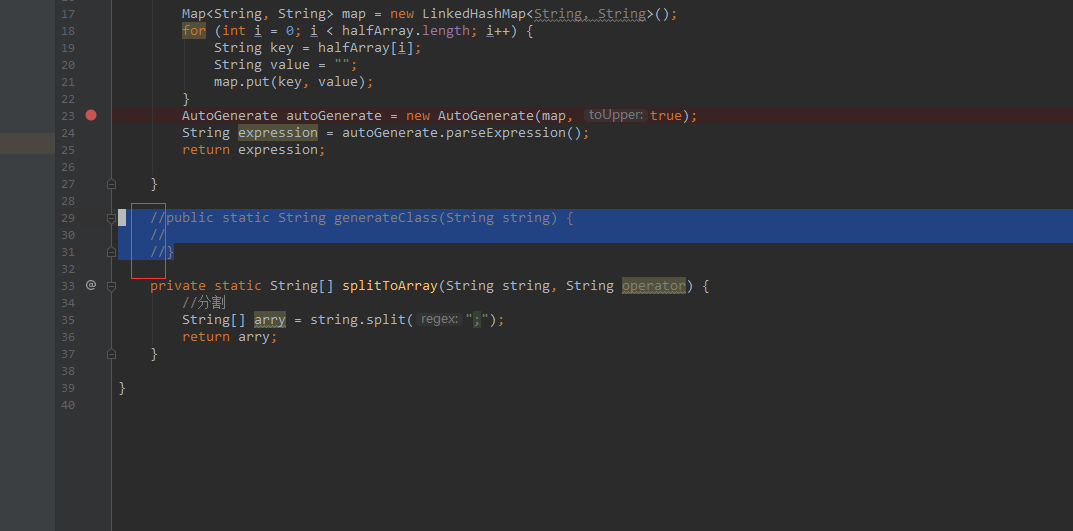 17 Map<String, String> map = new LinkedHashMap<String, String>();
18 for (int i = 0; i < halfArray.length; i++) {
19 String key = halfArray[i];
20 String value = "";
21 map.put(key, value);
22 }
23 AutoGenerate autoGenerate = new AutoGenerate(map, toUpper: true);
24 String expression = autoGenerate.parseExpression();
25 return expression;
26
27 }
28
29 //public static String generateClass(String string) {
30 //
31 //}
32
33 @ private static String[] splitToArray(String string, String operator) {
34 //分割
35 String[] arry = string.split( regex: ";");
36 return arry;
37 }
38
39 }
40